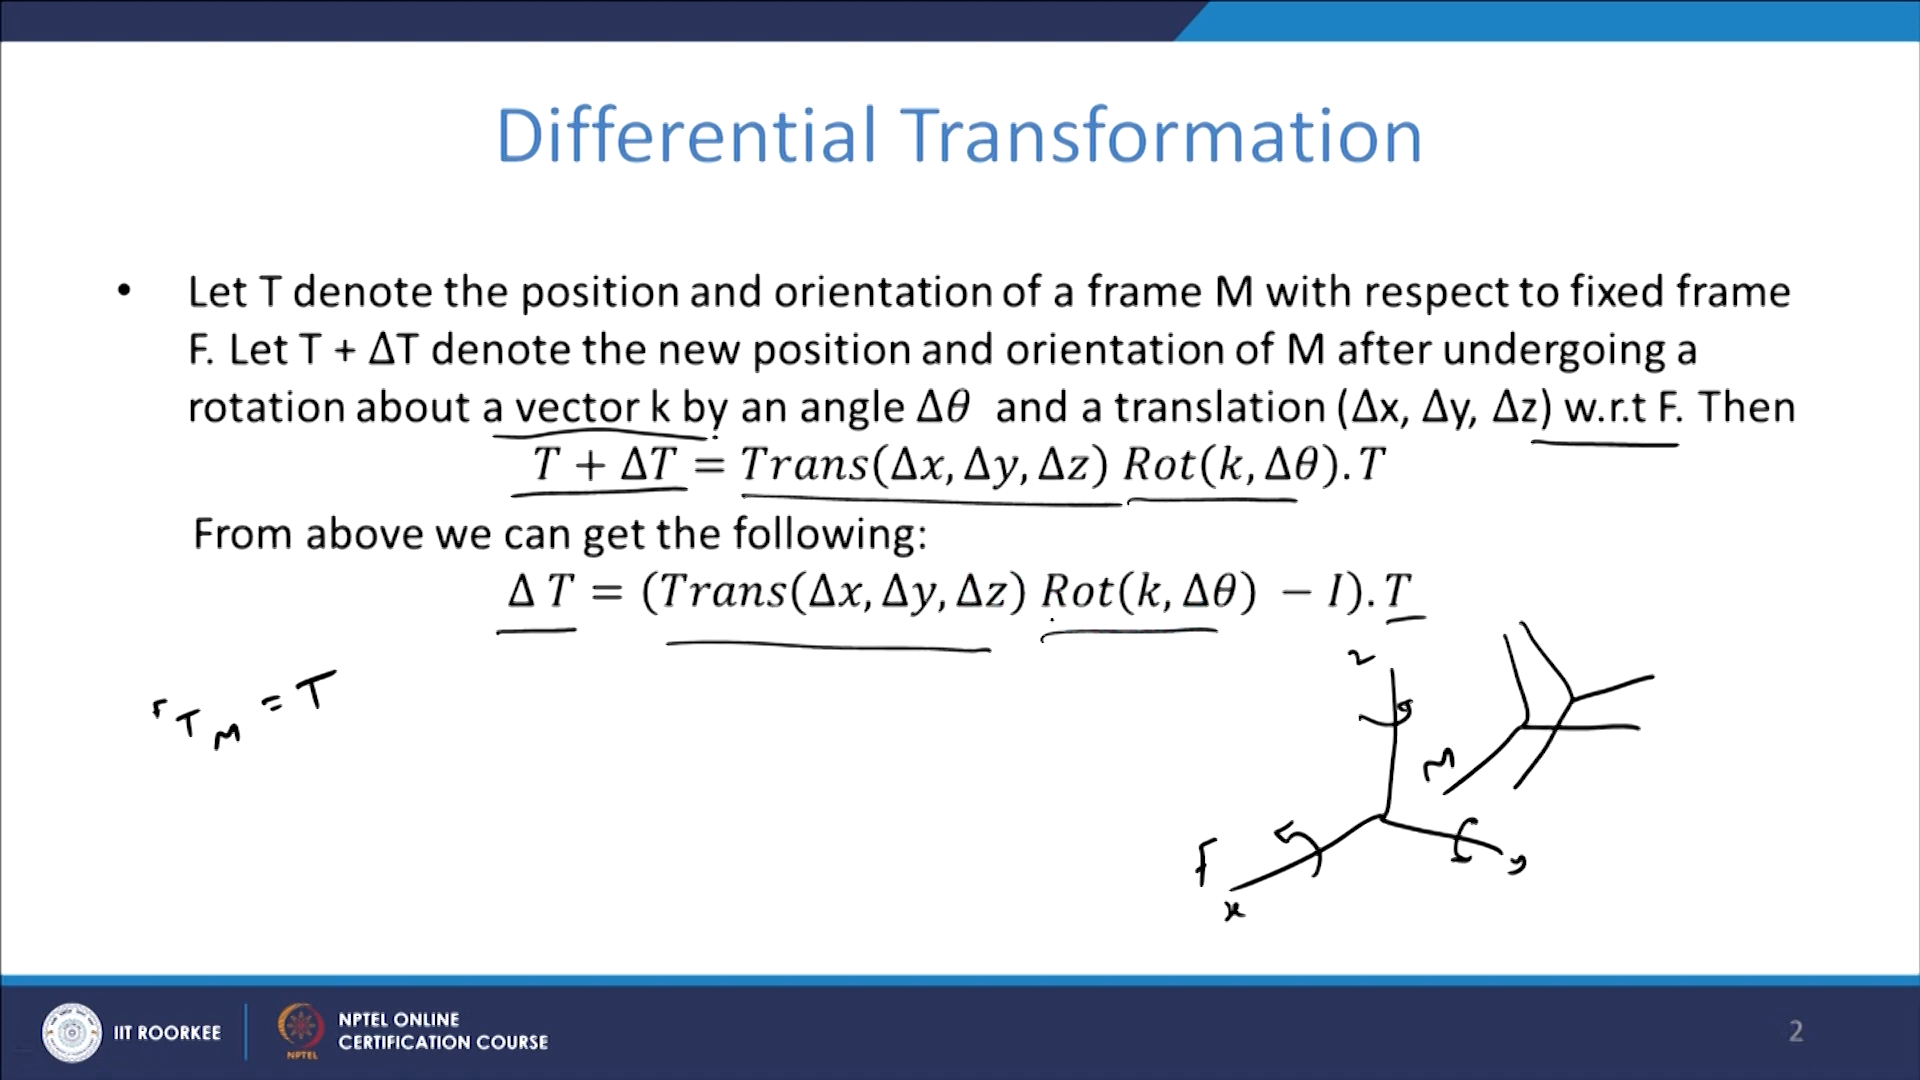 Differential Transformation
• Let T denote the position and orientation of a frame M with respect to fixed frame
F. Let T + ΔT denote the new position and orientation of M after undergoing a
rotation about a vector k by an angle Δθ and a translation (Δx, Δy, Δz) w.r.t F. Then
T + ΔT = Trans(Δx, Δy, Δz) Rot(k, Δθ). T
From above we can get the following:
Δ T = (Trans(Δx, Δy, Δz) Rot(k, Δθ) − I). T
ᶠT_M = T
z
M
F
y
x
IIT ROORKEE
NPTEL
NPTEL ONLINE
CERTIFICATION COURSE
2